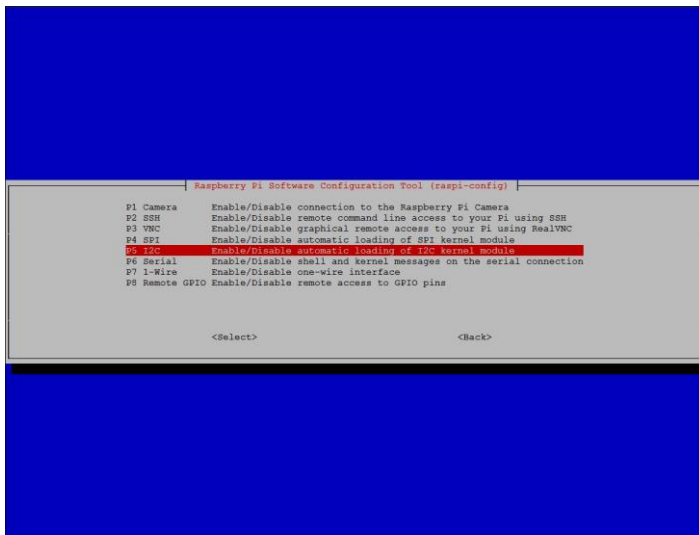 Raspberry Pi Software Configuration Tool (raspi-config)
P1 Camera Enable/Disable connection to the Raspberry Pi Camera
P2 SSH Enable/Disable remote command line access to your Pi using SSH
P3 VNC Enable/Disable graphical remote access to your Pi using RealVNC
P4 SPI Enable/Disable automatic loading of SPI kernel module
P5 I2C Enable/Disable automatic loading of I2C kernel module
P6 Serial Enable/Disable shell and kernel messages on the serial connection
P7 1-Wire Enable/Disable one-wire interface
P8 Remote GPIO Enable/Disable remote access to GPIO pins
<Select> <Back>